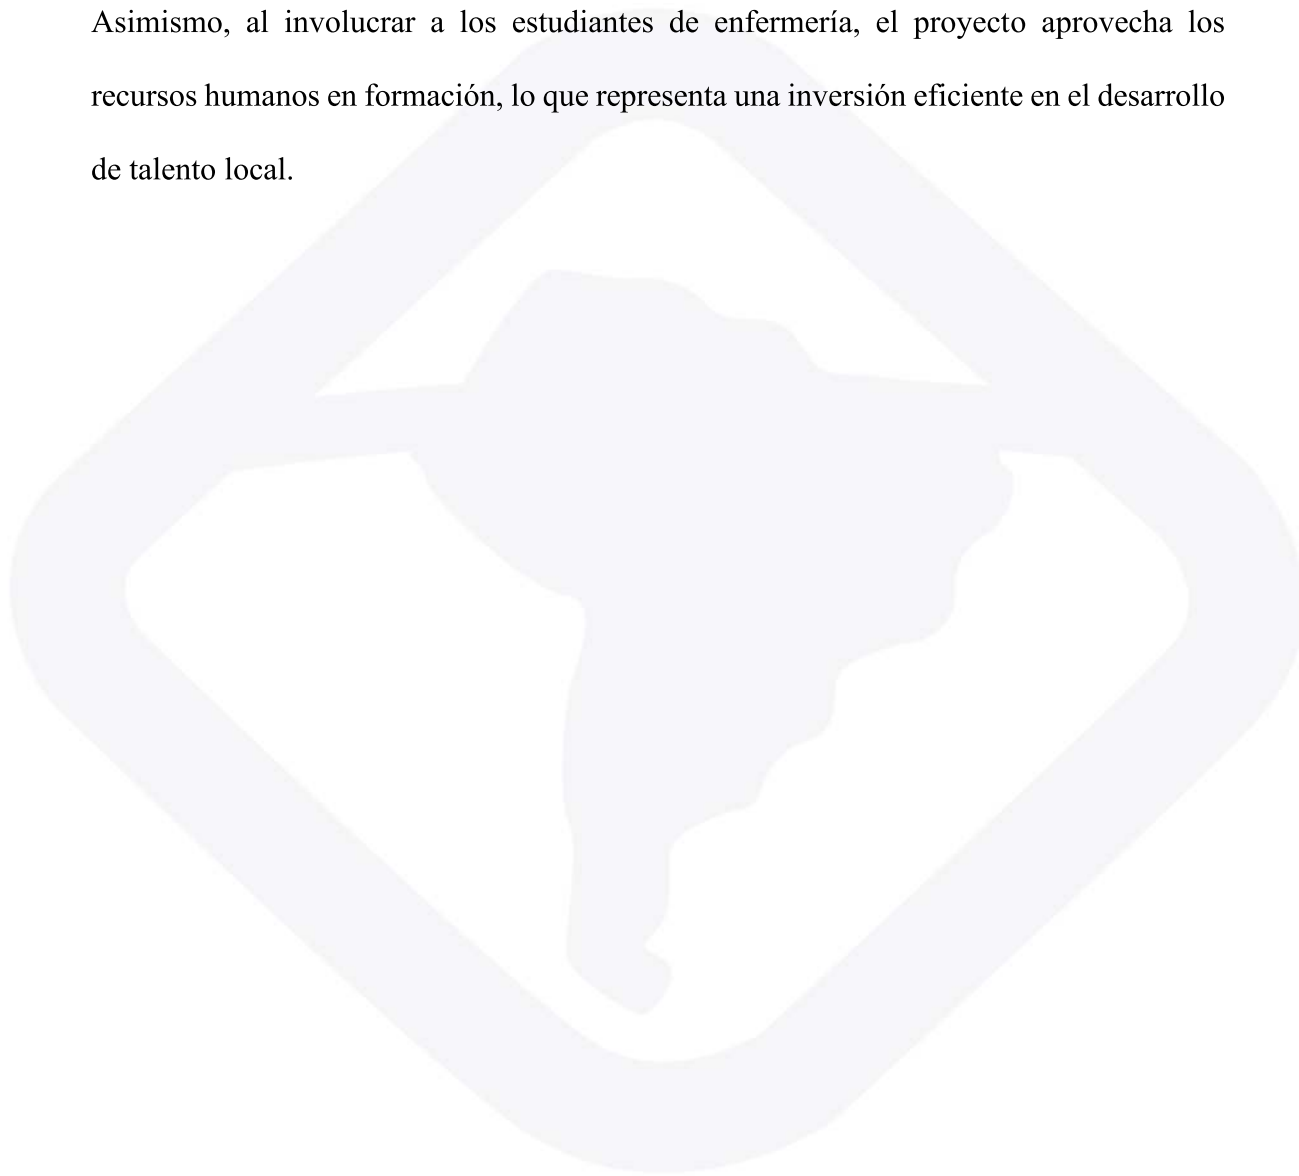 Asimismo, al involucrar a los estudiantes de enfermería, el proyecto aprovecha los
recursos humanos en formación, lo que representa una inversión eficiente en el desarrollo
de talento local.